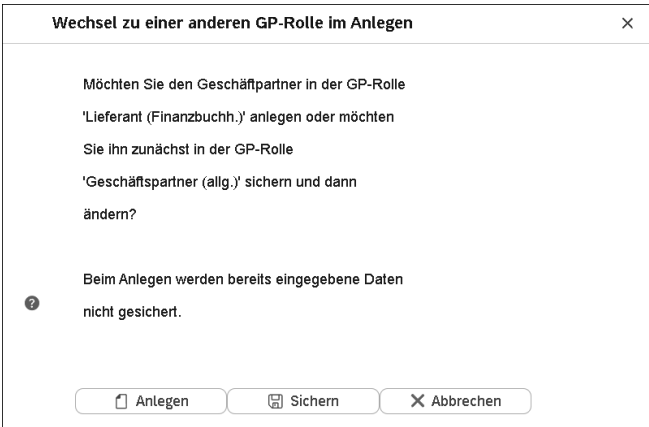 Wechsel zu einer anderen GP-Rolle im Anlegen
Möchten Sie den Geschäftpartner in der GP-Rolle
'Lieferant (Finanzbuchh.)' anlegen oder möchten
Sie ihn zunächst in der GP-Rolle
'Geschäftspartner (allg.)' sichern und dann
ändern?
Beim Anlegen werden bereits eingegebene Daten
nicht gesichert.
Anlegen Sichern Abbrechen